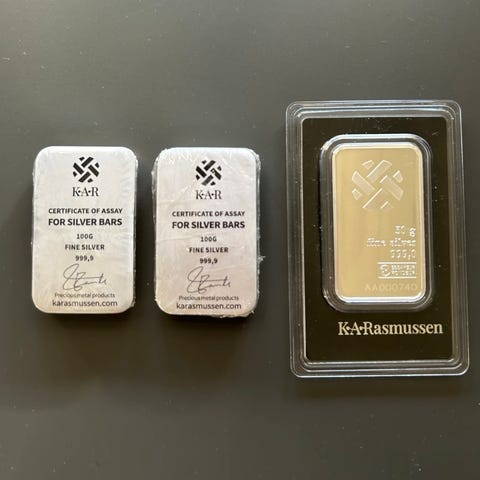 K·A·R
CERTIFICATE OF ASSAY
FOR SILVER BARS
100G
FINE SILVER
999,9
Precious metal products
karasmussen.com
K·A·R
CERTIFICATE OF ASSAY
FOR SILVER BARS
100G
FINE SILVER
999,9
Precious metal products
karasmussen.com
50 g
fine silver
999,0
AA000740
K·A·Rasmussen